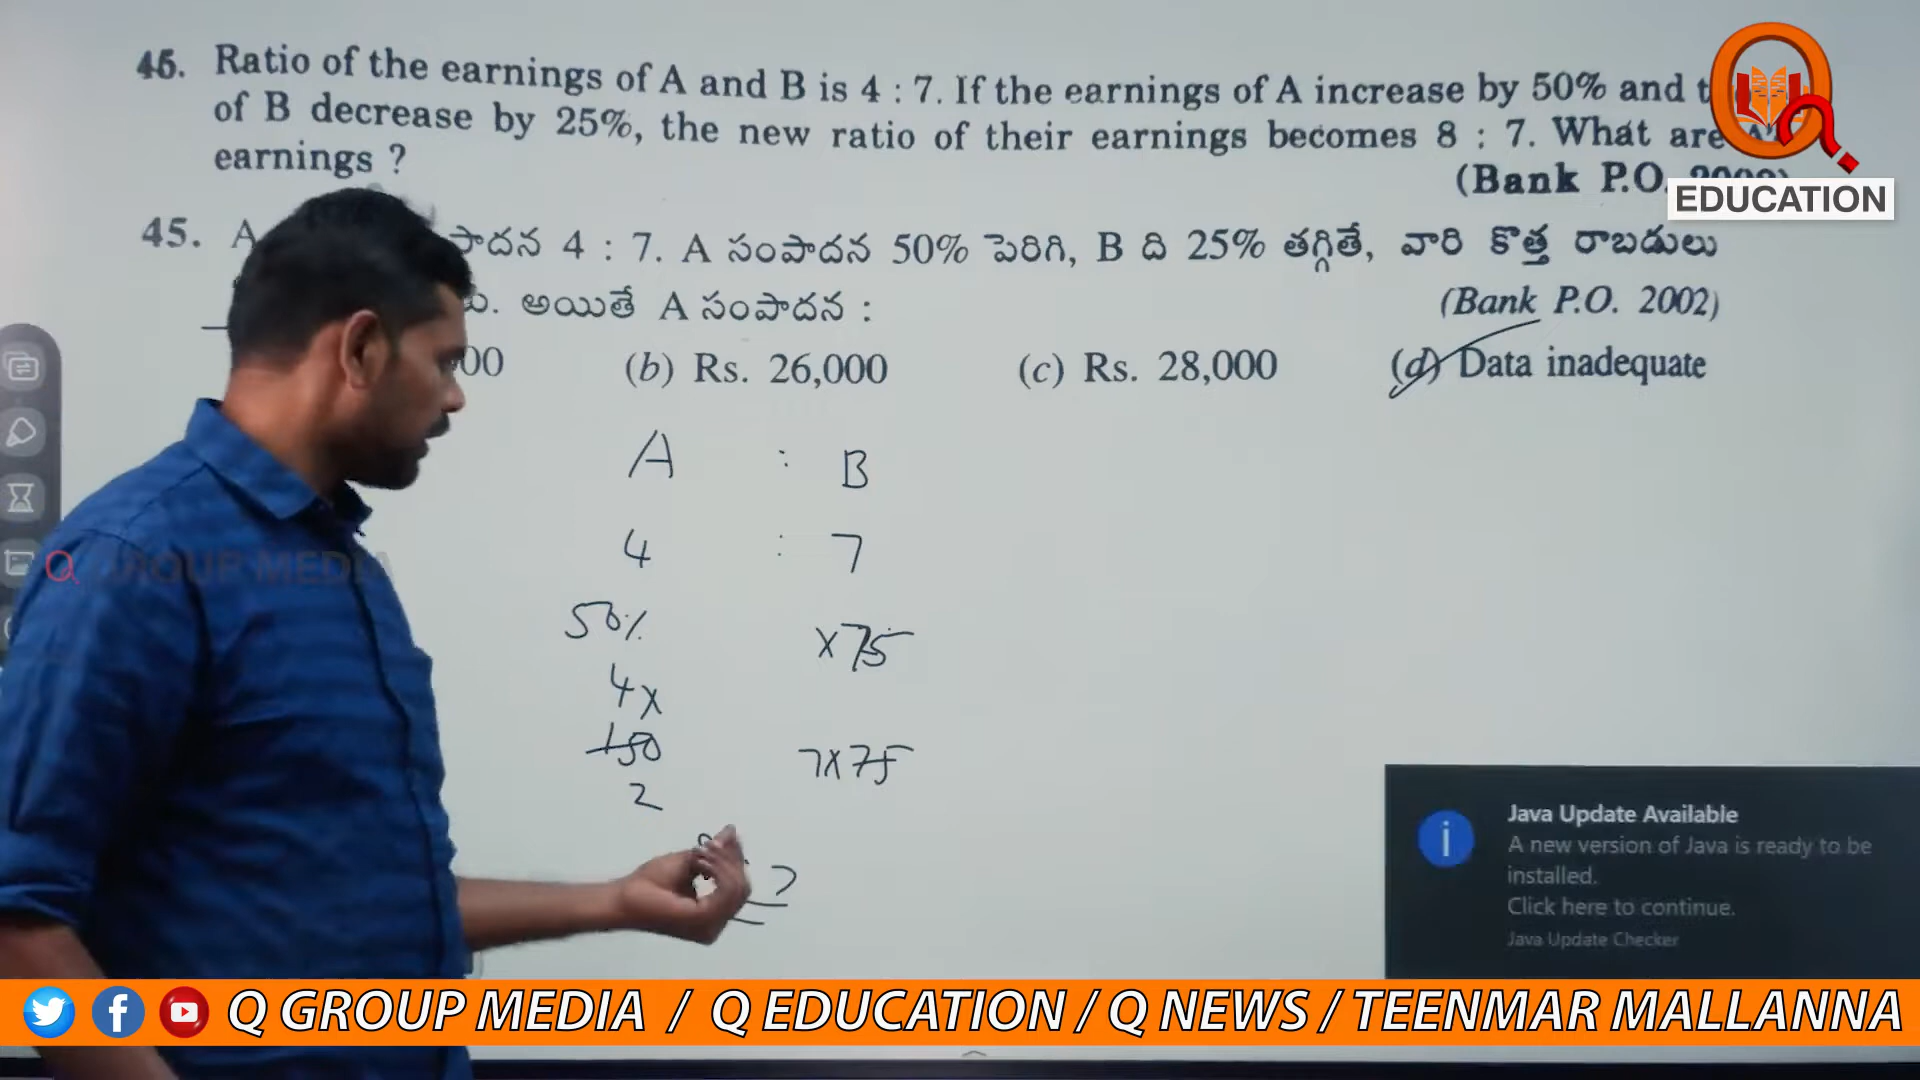 45. Ratio of the earnings of A and B is 4 : 7. If the earnings of A increase by 50% and
of B decrease by 25%, the new ratio of their earnings becomes 8 : 7. What are
earnings ?
(Bank P.O.
EDUCATION
45. A 4 : 7. A సంపాదన 50% పెరిగి, B ది 25% తగ్గితే, వారి కొత్త రాబడులు
అయితే A సంపాదన :
(Bank P.O. 2002)
00 (b) Rs. 26,000 (c) Rs. 28,000 (d) Data inadequate
A : B
4 : 7
50% x75
4x
150 7x75
2
2
Q GROUP MEDIA
Java Update Available
A new version of Java is ready to be
installed.
Click here to continue.
Java Update Checker
Q GROUP MEDIA / Q EDUCATION / Q NEWS / TEENMAR MALLANNA